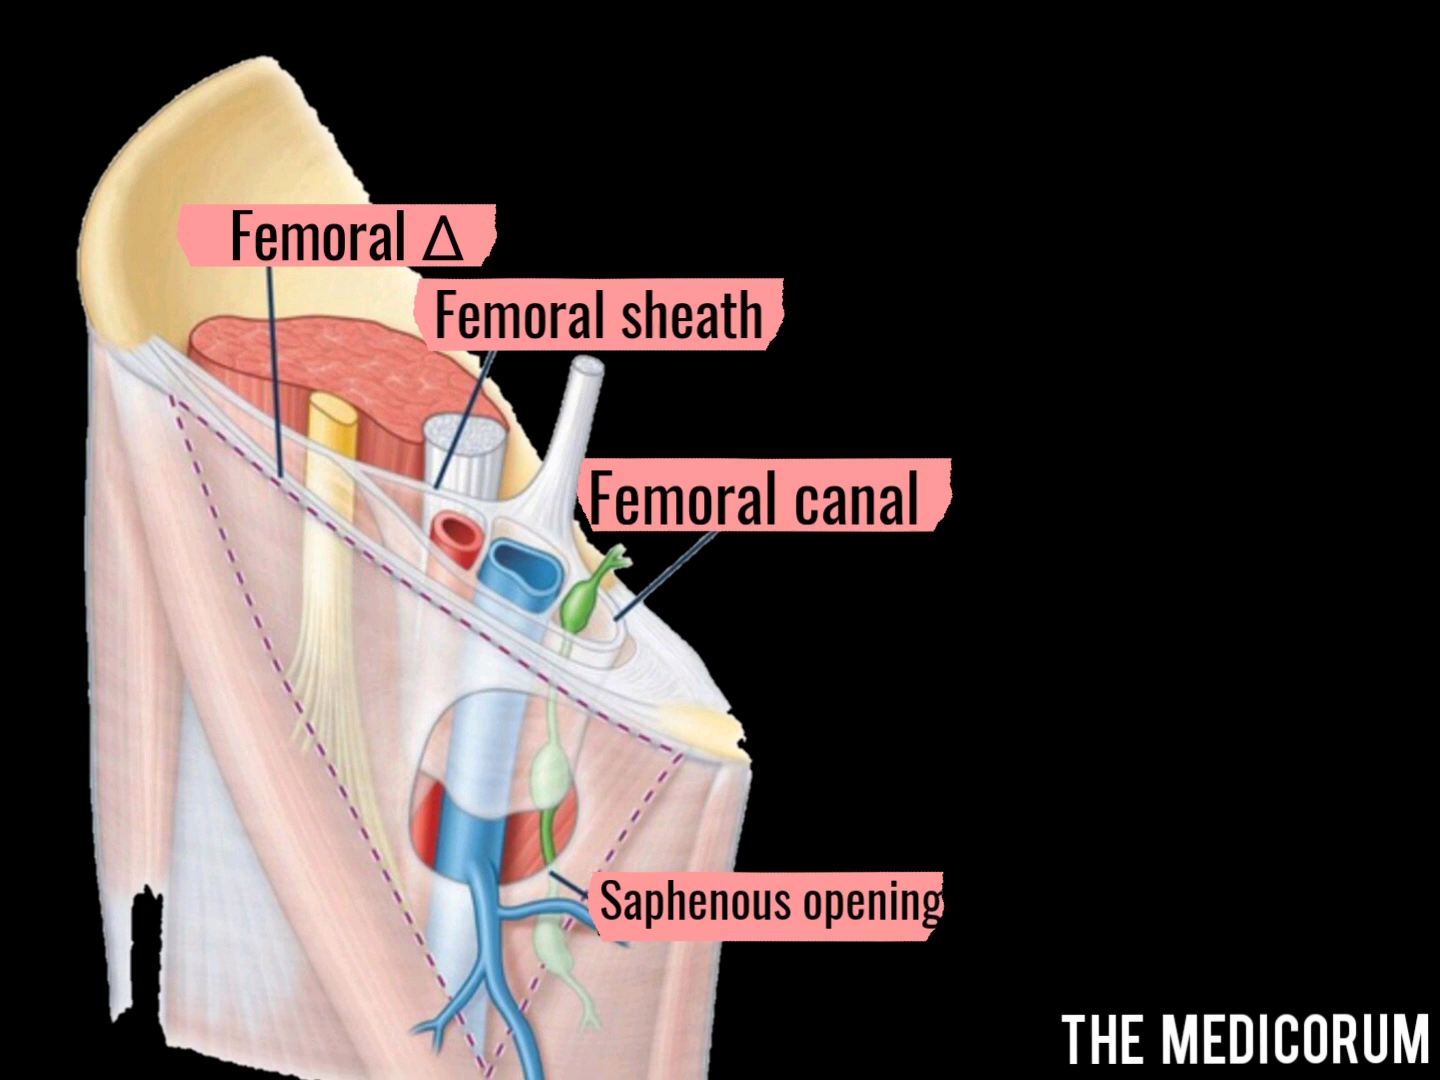 Femoral Δ
Femoral sheath
Femoral canal
Saphenous opening
THE MEDICORUM